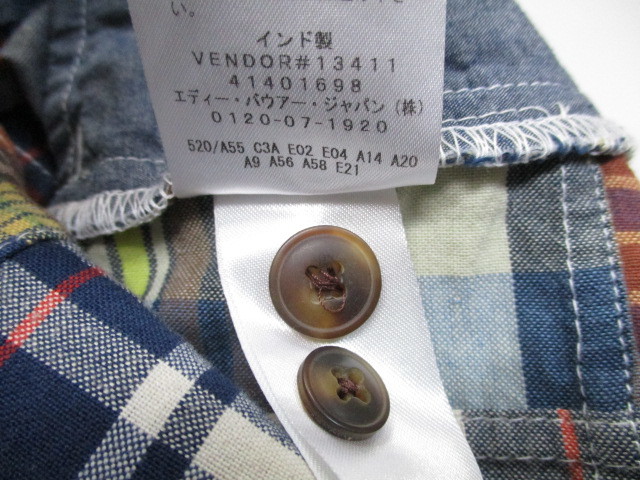 い。
インド製
VENDOR#13411
41401698
エディー・バウアー・ジャパン（株）
0120-07-1920
520/A55 C3A E02 E04 A14 A20
A9 A56 A58 E21